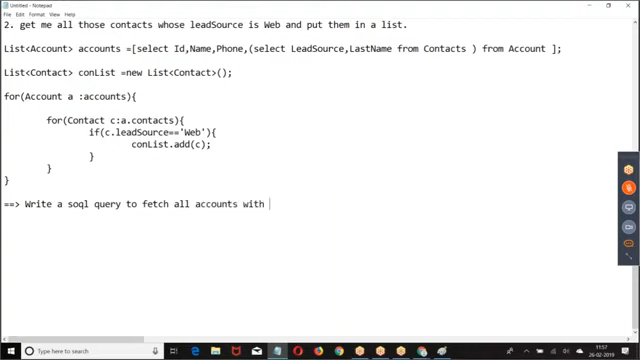 Untitled - Notepad
File Edit Format View Help
2. get me all those contacts whose leadSource is Web and put them in a list.
List<Account> accounts =[select Id,Name,Phone,(select LeadSource,LastName from Contacts ) from Account ];
List<Contact> conList =new List<Contact>();
for(Account a :accounts){
for(Contact c:a.contacts){
if(c.leadSource=='Web'){
conList.add(c);
}
}
}
==> Write a soql query to fetch all accounts with
Type here to search
11:57
26-02-2019